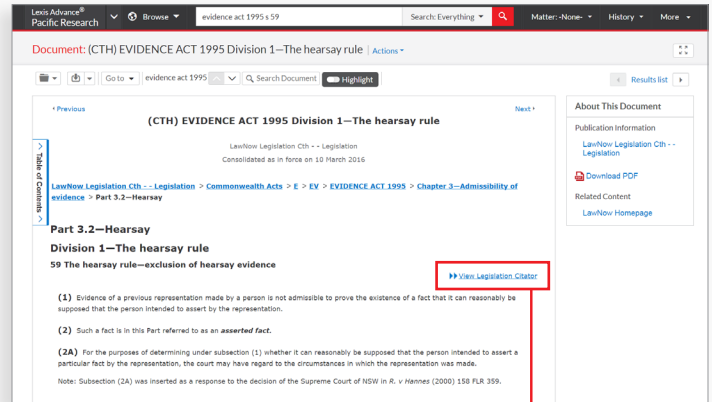 Lexis Advance®
Pacific Research
Browse
evidence act 1995 s 59
Search: Everything
Matter: -None-
History
More
Document: (CTH) EVIDENCE ACT 1995 Division 1—The hearsay rule | Actions
Go to
evidence act 1995
Search Document
Highlight
Results list
Previous
Next
(CTH) EVIDENCE ACT 1995 Division 1—The hearsay rule
LawNow Legislation Cth - - Legislation
Consolidated as in force on 10 March 2016
Table of Contents
LawNow Legislation Cth - - Legislation > Commonwealth Acts > E > EV > EVIDENCE ACT 1995 > Chapter 3—Admissibility of
evidence > Part 3.2—Hearsay
Part 3.2—Hearsay
Division 1—The hearsay rule
59 The hearsay rule—exclusion of hearsay evidence
View Legislation Citator
(1) Evidence of a previous representation made by a person is not admissible to prove the existence of a fact that it can reasonably be
supposed that the person intended to assert by the representation.
(2) Such a fact is in this Part referred to as an asserted fact.
(2A) For the purposes of determining under subsection (1) whether it can reasonably be supposed that the person intended to assert a
particular fact by the representation, the court may have regard to the circumstances in which the representation was made.
Note: Subsection (2A) was inserted as a response to the decision of the Supreme Court of NSW in R. v Hannes (2000) 158 FLR 359.
About This Document
Publication Information
LawNow Legislation Cth - -
Legislation
Download PDF
Related Content
LawNow Homepage